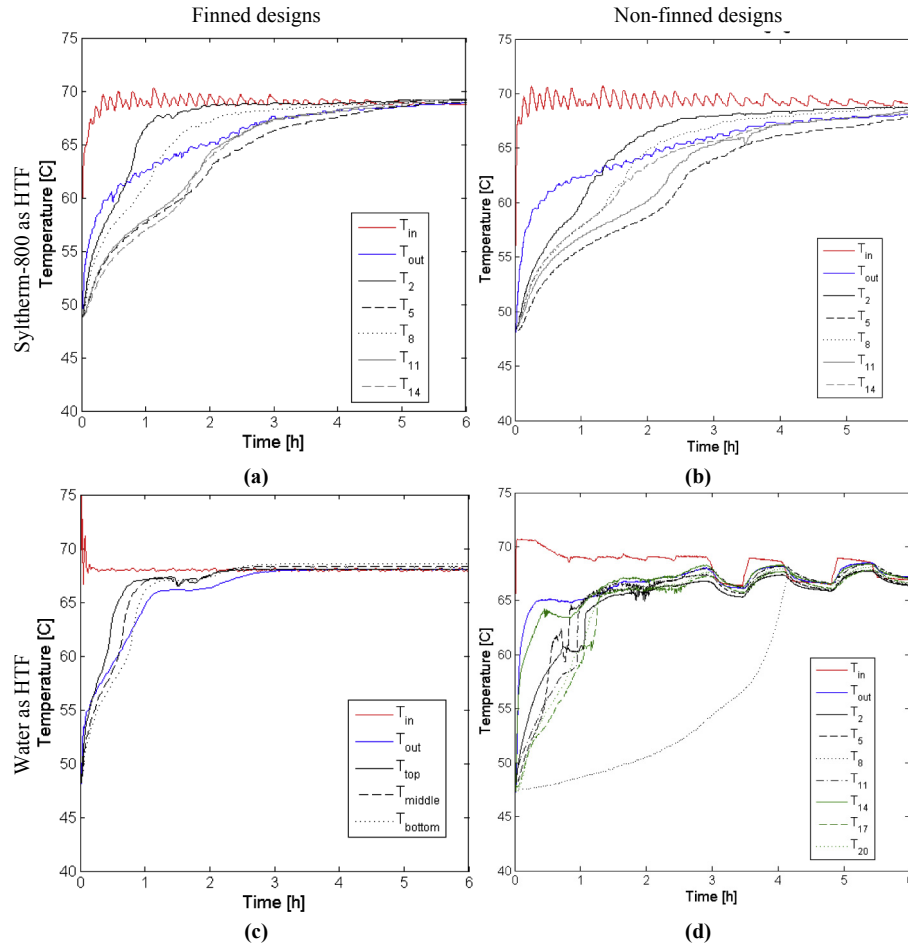 Finned designs
Non-finned designs
Syltherm-800 as HTF
Water as HTF
75
70
65
60
55
50
45
40
Temperature [C]
0 1 2 3 4 5 6
Time [h]
T_in
T_out
T_2
T_5
T_8
T_11
T_14
(a)
75
70
65
60
55
50
45
40
Temperature [C]
0 1 2 3 4 5
Time [h]
T_in
T_out
T_2
T_5
T_8
T_11
T_14
(b)
75
70
65
60
55
50
45
40
Temperature [C]
0 1 2 3 4 5 6
Time [h]
T_in
T_out
T_top
T_middle
T_bottom
(c)
75
70
65
60
55
50
45
40
Temperature [C]
0 1 2 3 4 5 6
Time [h]
T_in
T_out
T_2
T_5
T_8
T_11
T_14
T_17
T_20
(d)